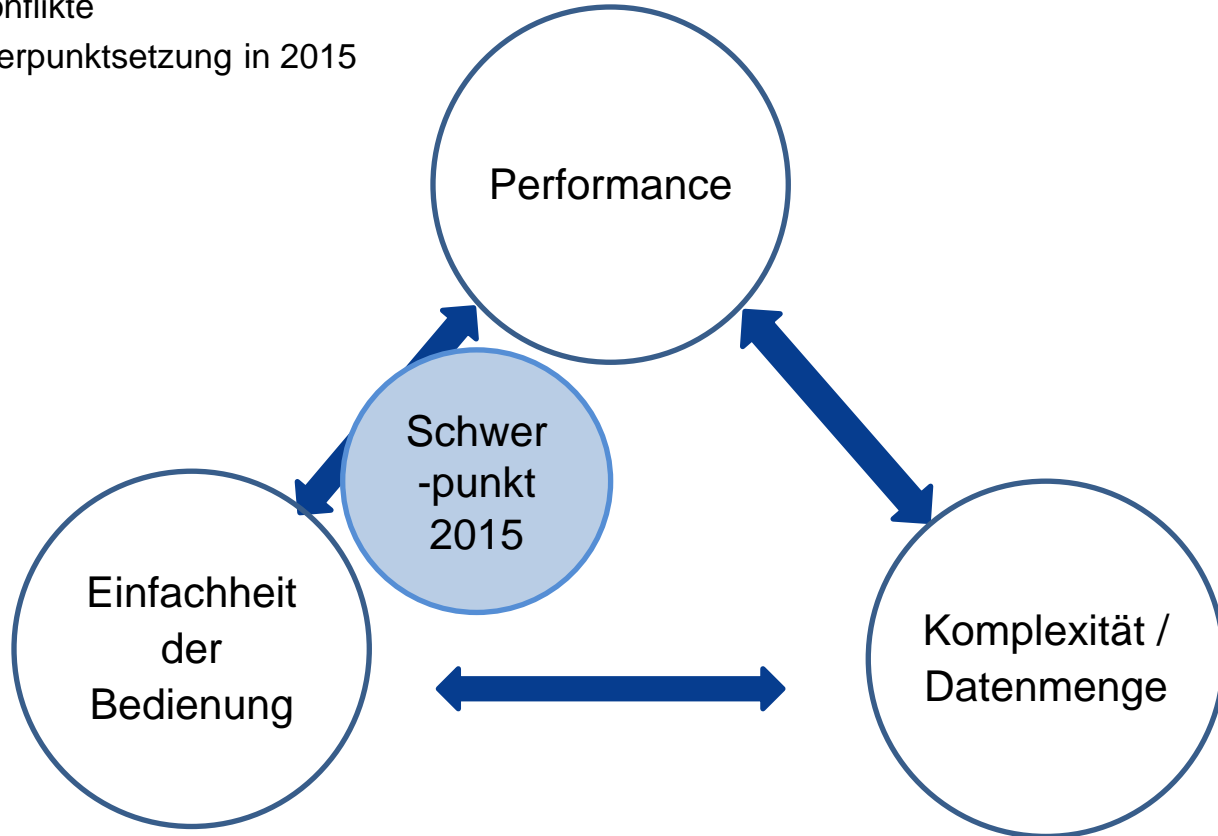 onflikte
erpunktsetzung in 2015
Performance
Schwer
-punkt
2015
Einfachheit
der
Bedienung
Komplexität /
Datenmenge